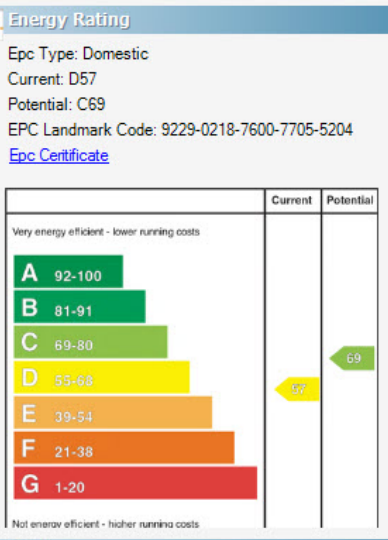 Energy Rating
Epc Type: Domestic
Current: D57
Potential: C69
EPC Landmark Code: 9229-0218-7600-7705-5204
Epc Ceritificate
Current Potential
Very energy efficient - lower running costs
A 92-100
B 81-91
C 69-80
D 55-68
E 39-54
F 21-38
G 1-20
69
57
Not energy efficient - higher running costs